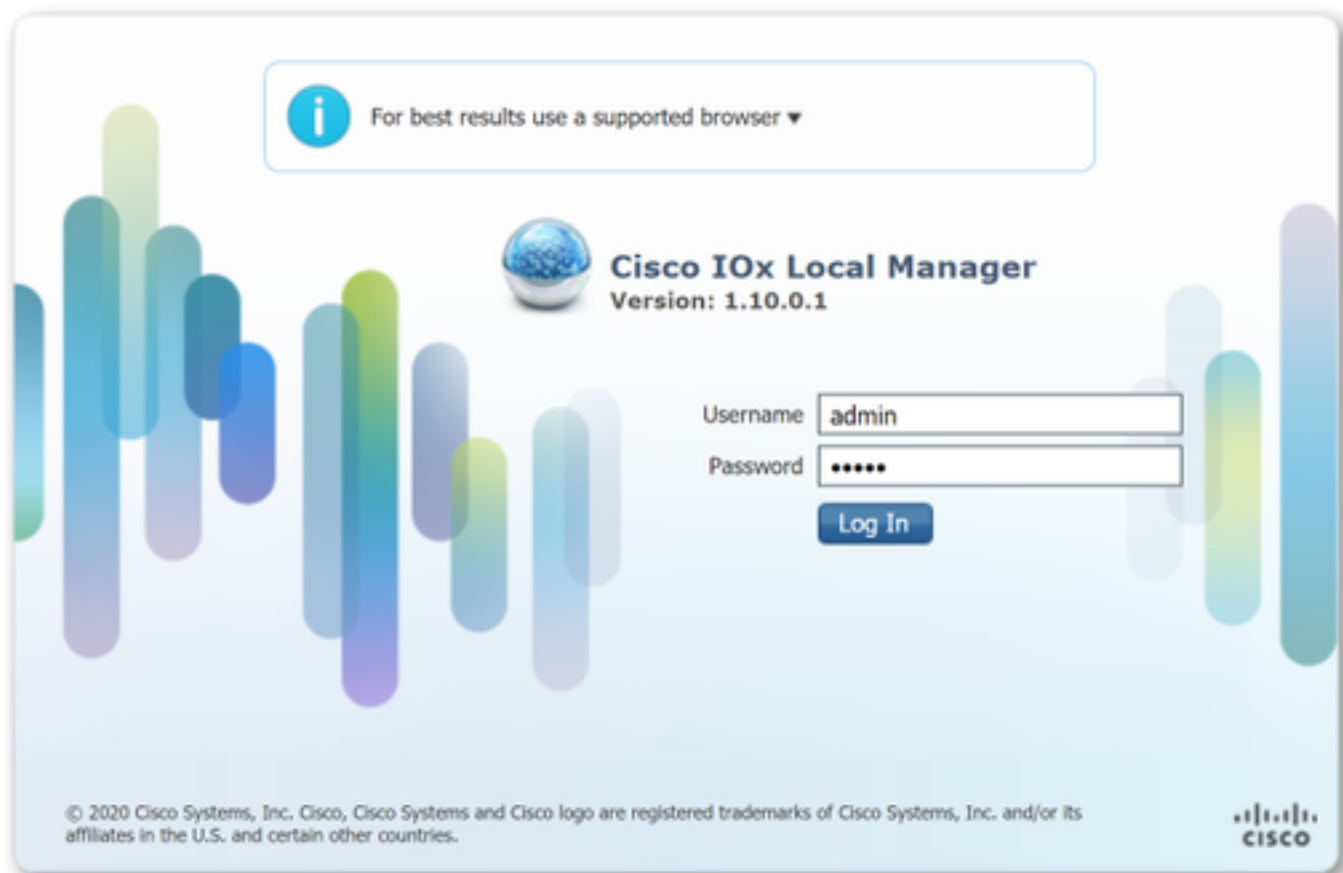 For best results use a supported browser ▼
Cisco IOx Local Manager
Version: 1.10.0.1
Username admin
Password •••••
Log In
© 2020 Cisco Systems, Inc. Cisco, Cisco Systems and Cisco logo are registered trademarks of Cisco Systems, Inc. and/or its
affiliates in the U.S. and certain other countries.
CISCO